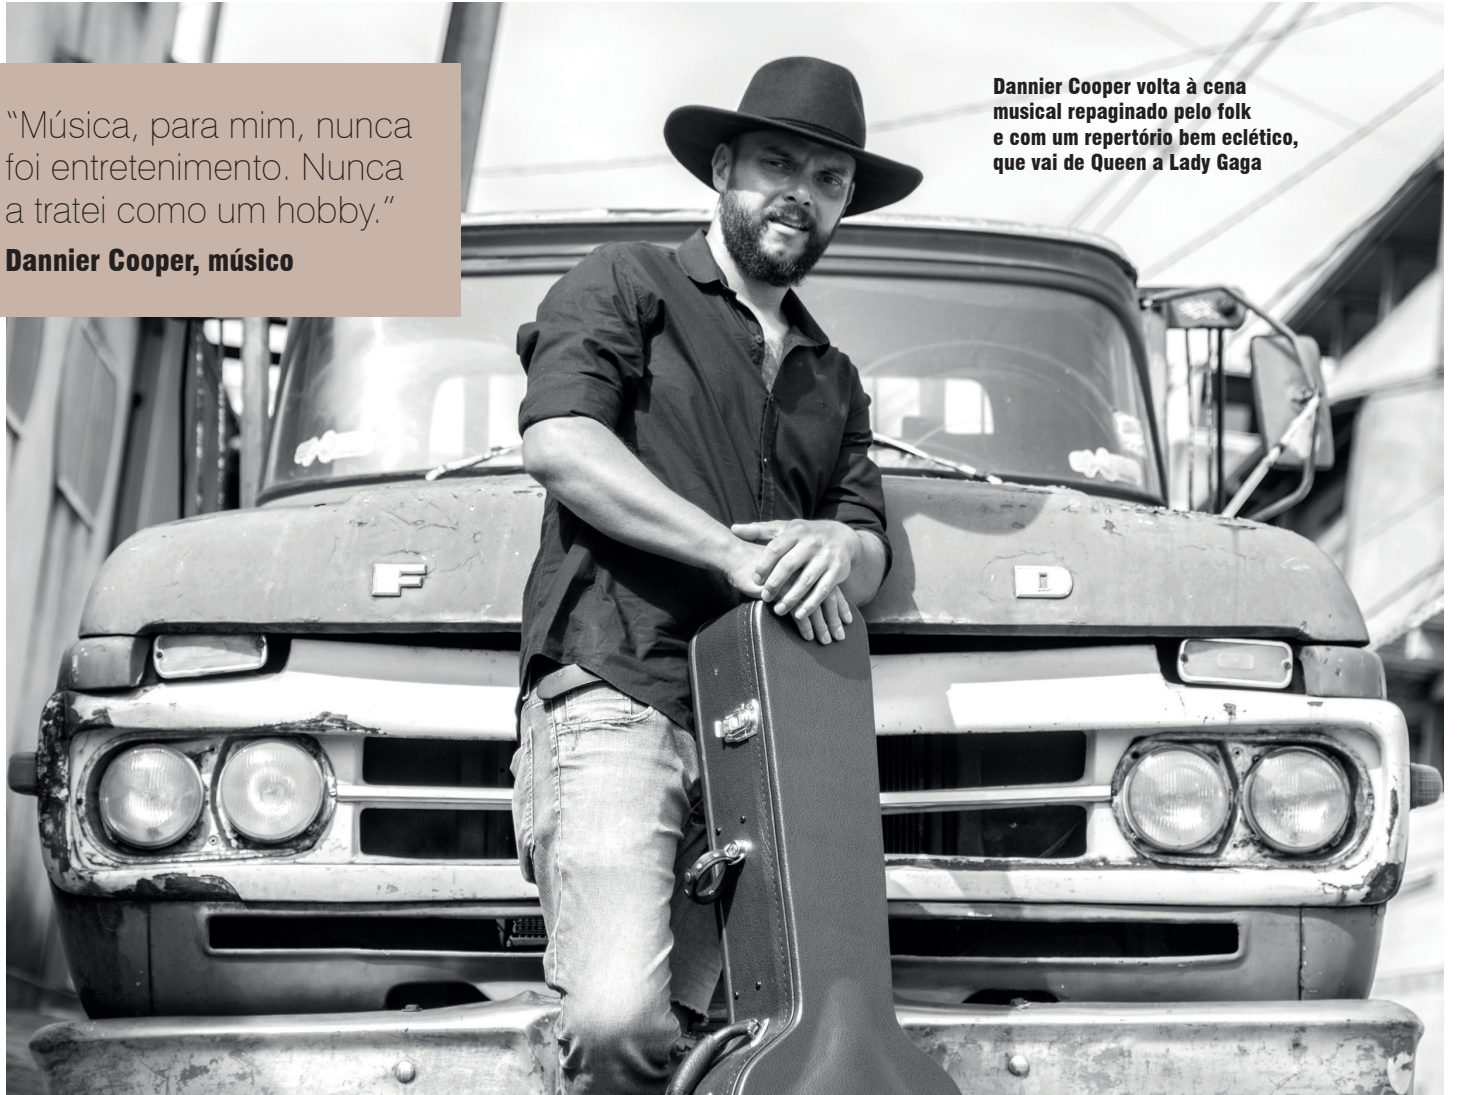 “Música, para mim, nunca
foi entretenimento. Nunca
a tratei como um hobby.”
Dannier Cooper, músico
Dannier Cooper volta à cena
musical repaginado pelo folk
e com um repertório bem eclético,
que vai de Queen a Lady Gaga
F D